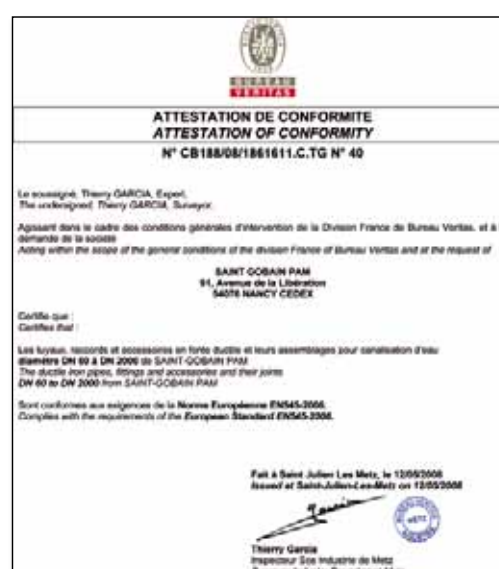 BUREAU
VERITAS
ATTESTATION DE CONFORMITE
ATTESTATION OF CONFORMITY
N° CB188/08/1861611.C.TG N° 40
Le soussigné, Thierry GARCIA, Expert,
The undersigned, Thierry GARCIA, Surveyor,
Agissant dans le cadre des conditions générales d'intervention de la Division France de Bureau Veritas, et à
demande de la société
Acting within the scope of the general conditions of the division France of Bureau Veritas and at the request of
SAINT GOBAIN PAM
91, Avenue de la Libération
54076 NANCY CEDEX
Certifie que :
Certifies that :
Les tuyaux, raccords et accessoires en fonte ductile et leurs assemblages pour canalisation d'eau
diamètre DN 60 à DN 2000 de SAINT-GOBAIN PAM
The ductile iron pipes, fittings and accessories and their joints
DN 60 to DN 2000 from SAINT-GOBAIN PAM
Sont conformes aux exigences de la Norme Européenne EN545-2006.
Complies with the requirements of the European Standard EN545-2006.
Fait à Saint Julien Les Metz, le 12/05/2008
Issued at Saint-Julien-Les-Metz on 12/05/2008
METZ
Thierry Garcia
Inspecteur Sce Industrie de Metz